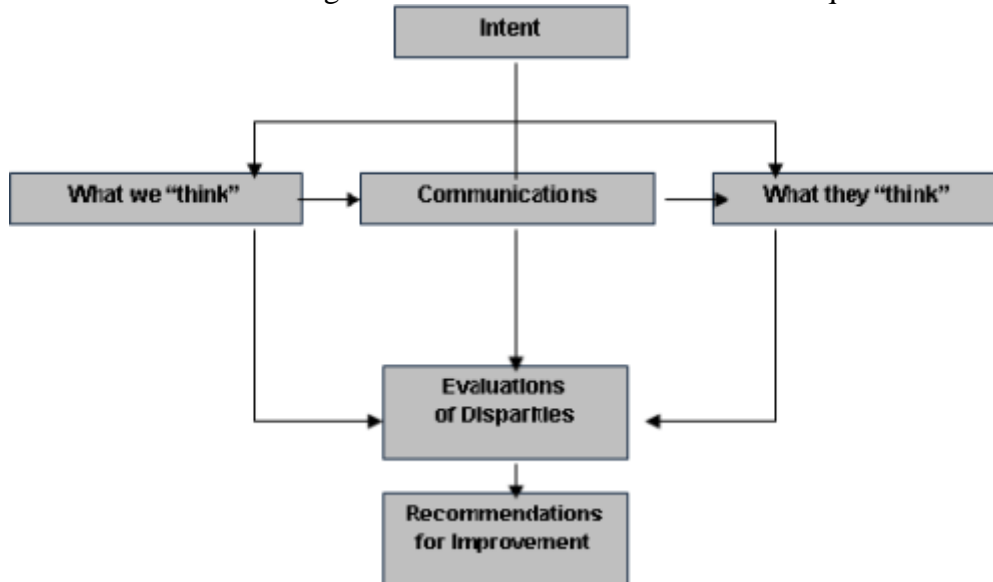 Intent
What we “think”
Communications
What they “think”
Evaluations
of Disparities
Recommendations
for Improvement